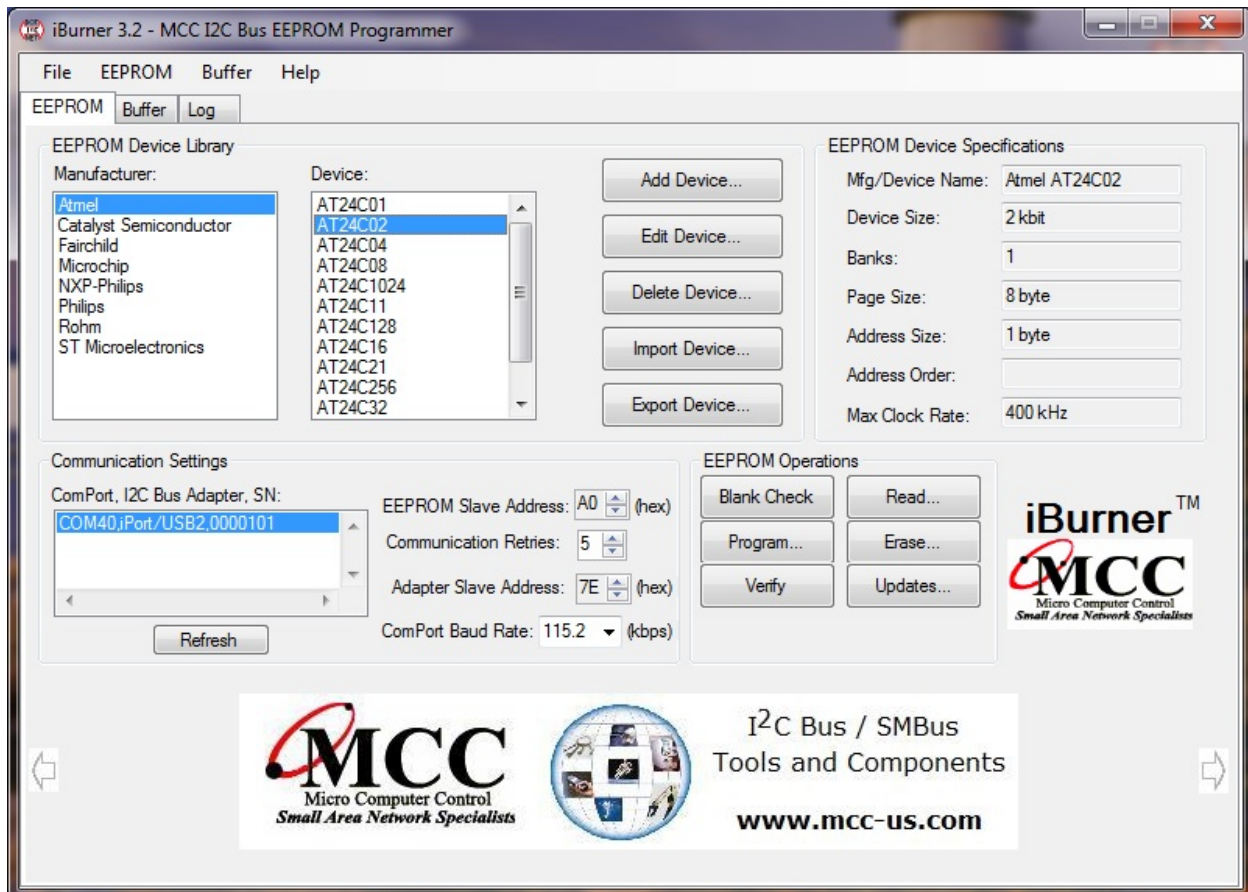 iBurner 3.2 - MCC I2C Bus EEPROM Programmer
File EEPROM Buffer Help
EEPROM Buffer Log
EEPROM Device Library
Manufacturer:
Atmel
Catalyst Semiconductor
Fairchild
Microchip
NXP-Philips
Philips
Rohm
ST Microelectronics
Device:
AT24C01
AT24C02
AT24C04
AT24C08
AT24C1024
AT24C11
AT24C128
AT24C16
AT24C21
AT24C256
AT24C32
Add Device...
Edit Device...
Delete Device...
Import Device...
Export Device...
EEPROM Device Specifications
Mfg/Device Name: Atmel AT24C02
Device Size: 2 kbit
Banks: 1
Page Size: 8 byte
Address Size: 1 byte
Address Order:
Max Clock Rate: 400 kHz
Communication Settings
ComPort, I2C Bus Adapter, SN:
COM40,iPort/USB2,0000101
Refresh
EEPROM Slave Address: A0 (hex)
Communication Retries: 5
Adapter Slave Address: 7E (hex)
ComPort Baud Rate: 115.2 (kbps)
EEPROM Operations
Blank Check Read...
Program... Erase...
Verify Updates...
iBurner™
MCC
Micro Computer Control
Small Area Network Specialists
MCC
Micro Computer Control
Small Area Network Specialists
I²C Bus / SMBus
Tools and Components
www.mcc-us.com